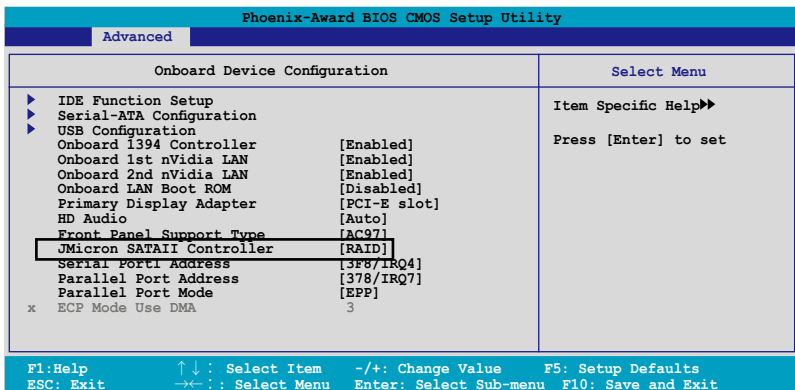 Phoenix-Award BIOS CMOS Setup Utility
Advanced
Onboard Device Configuration
Select Menu
IDE Function Setup
Serial-ATA Configuration
USB Configuration
Onboard 1394 Controller [Enabled]
Onboard 1st nVidia LAN [Enabled]
Onboard 2nd nVidia LAN [Enabled]
Onboard LAN Boot ROM [Disabled]
Primary Display Adapter [PCI-E slot]
HD Audio [Auto]
Front Panel Support Type [AC97]
JMicron SATAII Controller [RAID]
Serial Port1 Address [3F8/IRQ4]
Parallel Port Address [378/IRQ7]
Parallel Port Mode [EPP]
x ECP Mode Use DMA 3
Item Specific Help
Press [Enter] to set
F1:Help ↑↓: Select Item -/+: Change Value F5: Setup Defaults
ESC: Exit →←: Select Menu Enter: Select Sub-menu F10: Save and Exit